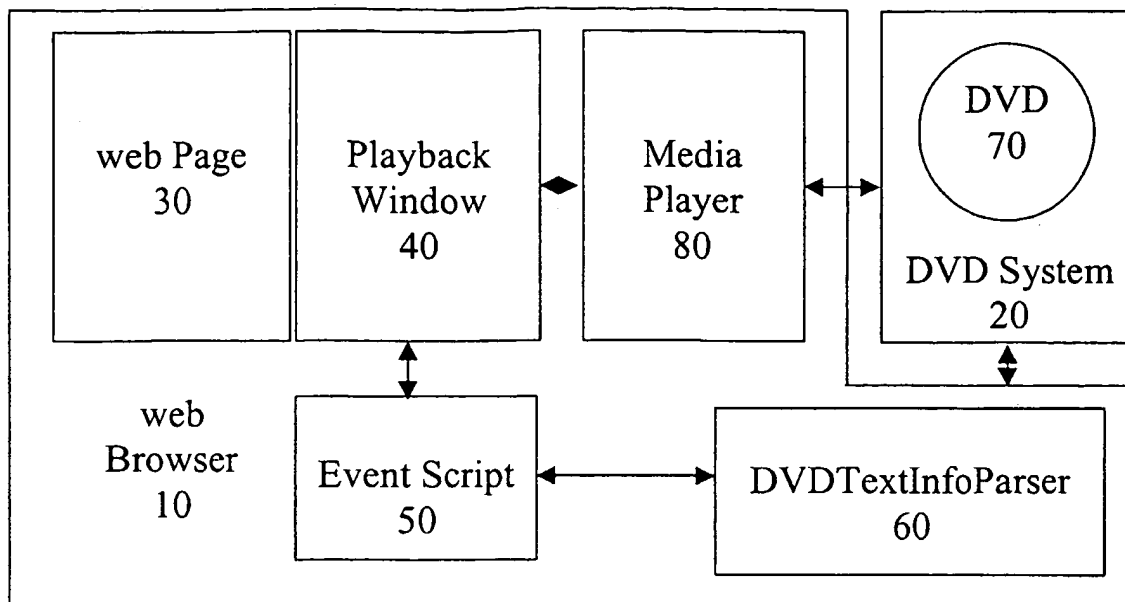 web Page
30
Playback
Window
40
Media
Player
80
DVD
70
DVD System
20
web
Browser
10
Event Script
50
DVDTextInfoParser
60